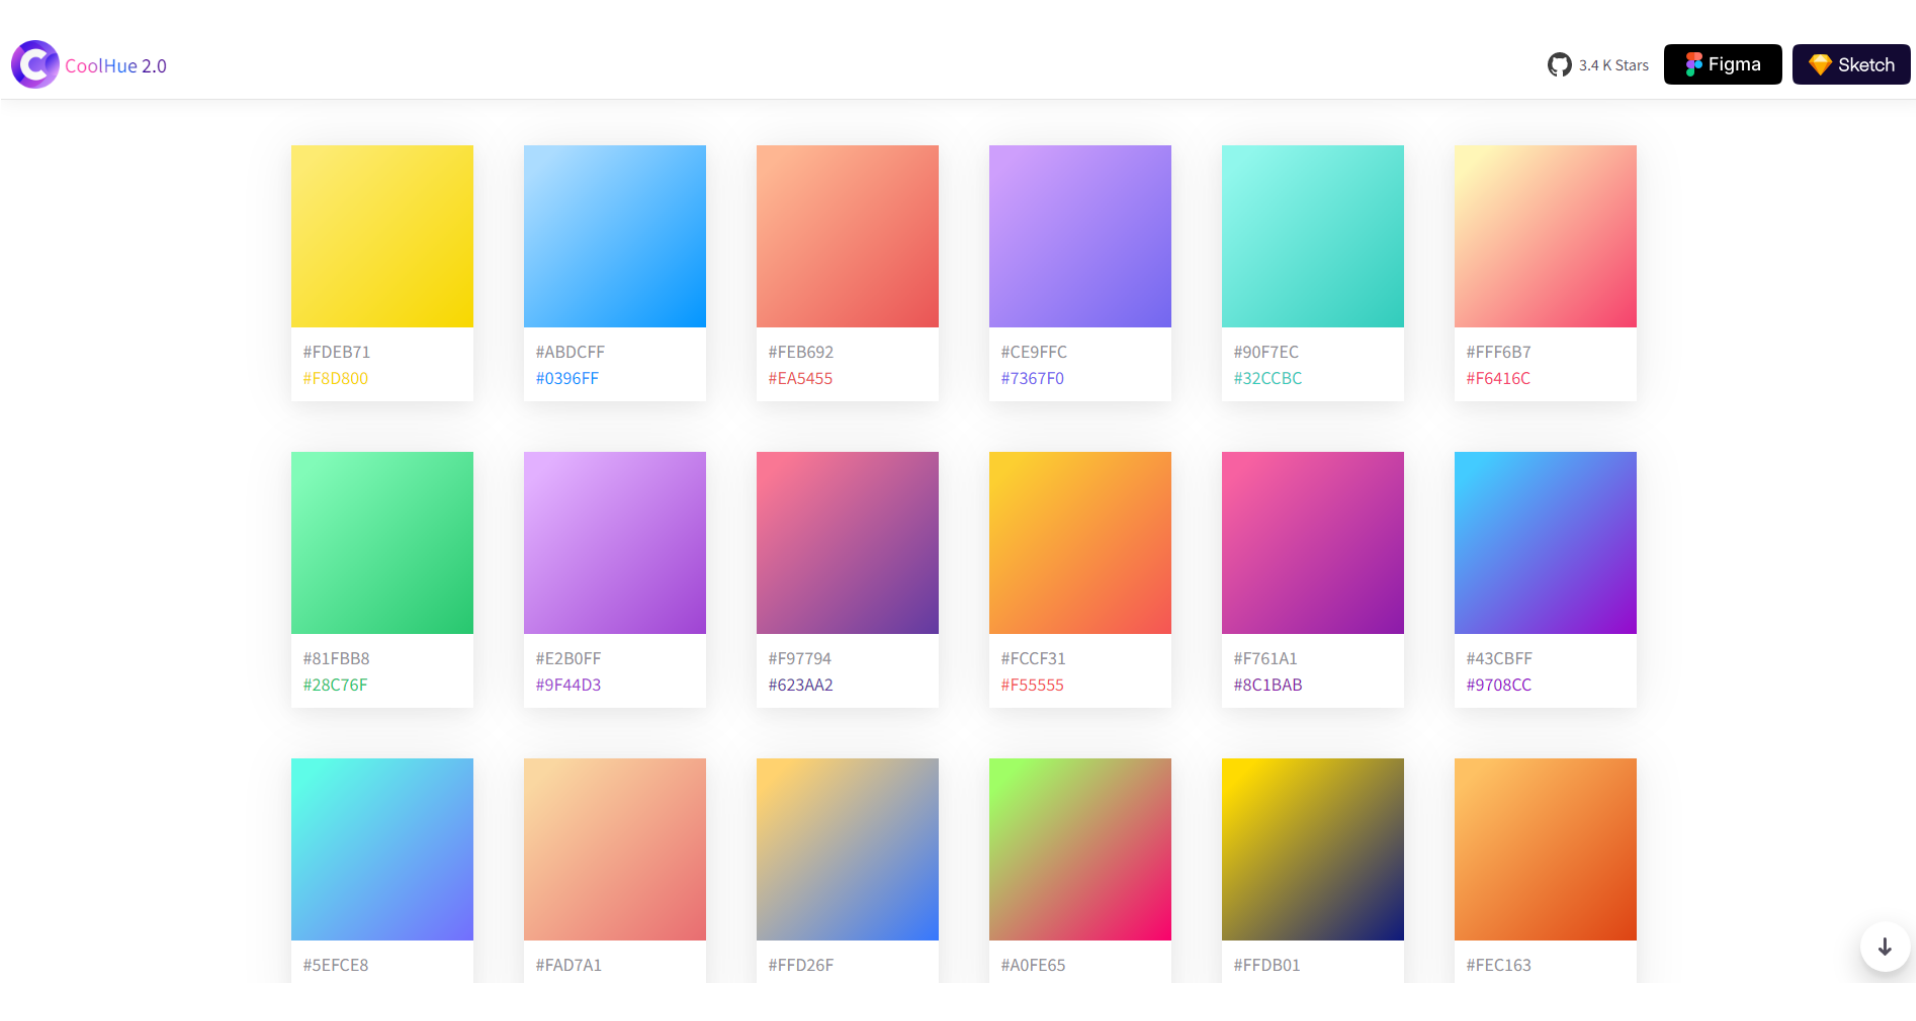 CoolHue 2.0
3.4 K Stars
Figma
Sketch
#FDEB71
#F8D800
#ABDCFF
#0396FF
#FEB692
#EA5455
#CE9FFC
#7367F0
#90F7EC
#32CCBC
#FFF6B7
#F6416C
#81FBB8
#28C76F
#E2B0FF
#9F44D3
#F97794
#623AA2
#FCCF31
#F55555
#F761A1
#8C1BAB
#43CBFF
#9708CC
#5EFCE8
#FAD7A1
#FFD26F
#A0FE65
#FFDB01
#FEC163